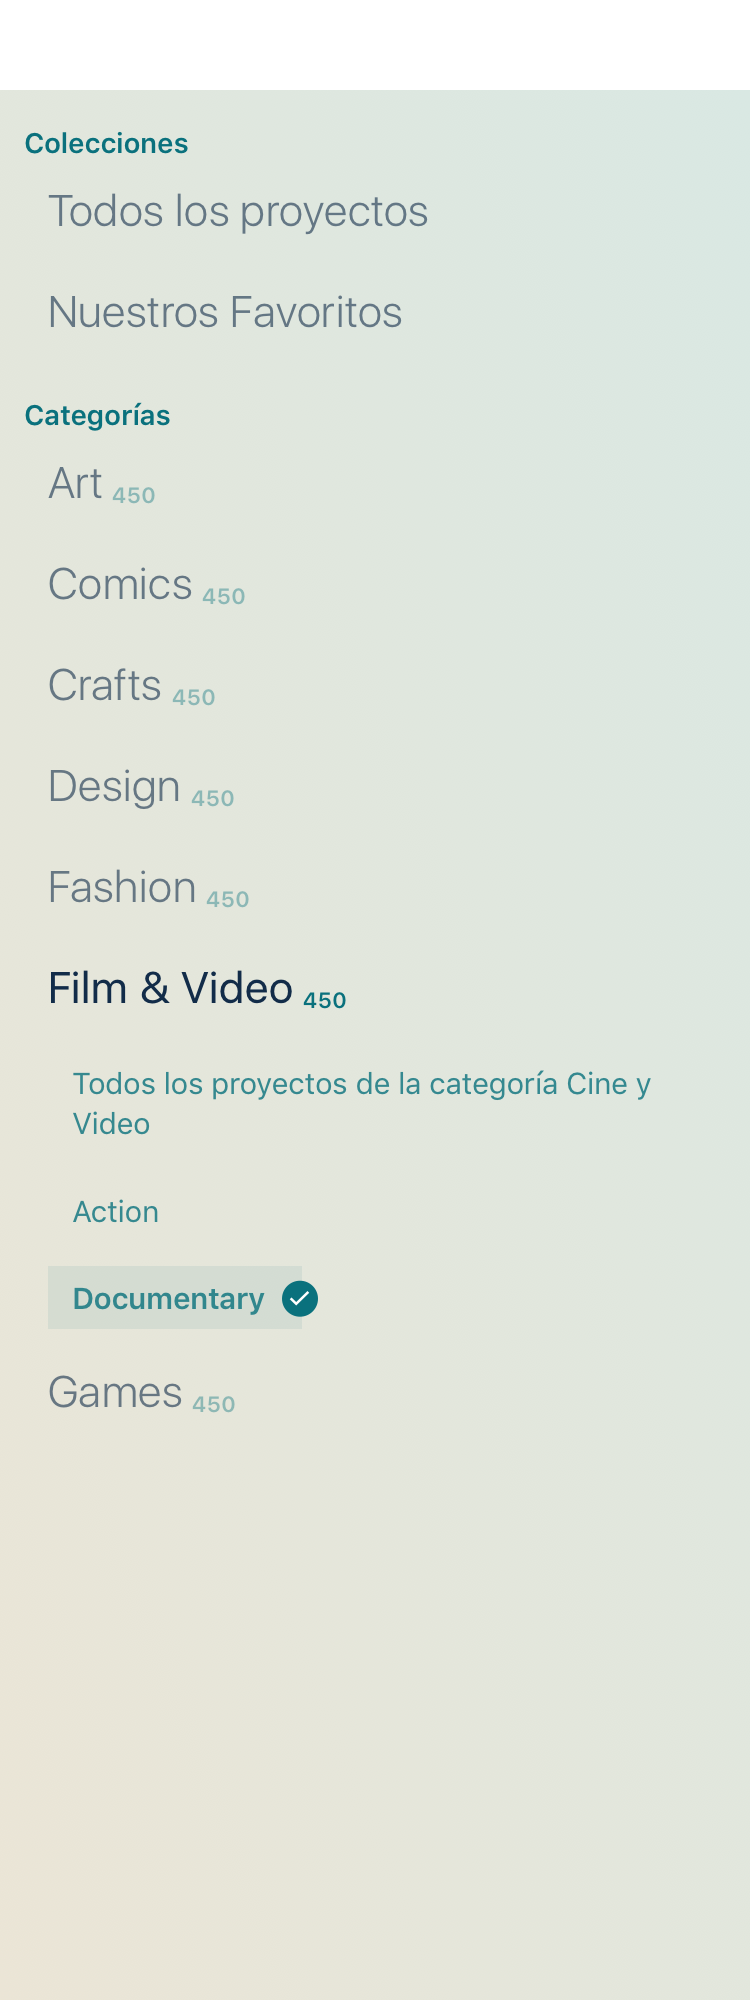 Colecciones
Todos los proyectos
Nuestros Favoritos
Categorías
Art 450
Comics 450
Crafts 450
Design 450
Fashion 450
Film & Video 450
Todos los proyectos de la categoría Cine y
Video
Action
Documentary
Games 450